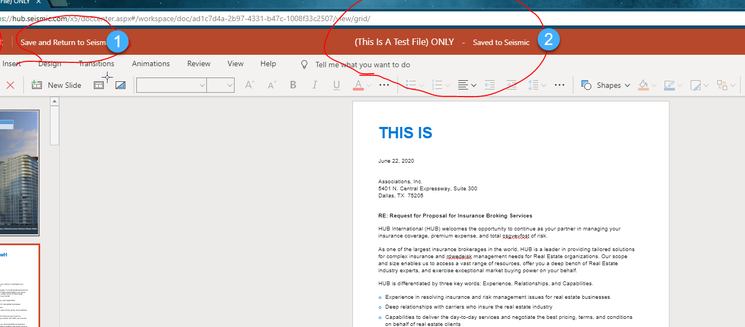 File) ONLY
hub.seismic.com/x5/doccenter.aspx#/workspace/doc/ad1c7d4a-2b97-4331-b47c-1008f33c2507/
grid/
Save and Return to Seism
1
(This Is A Test File) ONLY - Saved to Seismic
2
Insert Design Transitions Animations Review View Help Tell me what you want to do
New Slide
B I U A
Shapes
THIS IS
June 22, 2020
Associations, Inc.
5401 N. Central Expressway, Suite 300
Dallas, TX 75205
RE: Request for Proposal for Insurance Broking Services
HUB International (HUB) welcomes the opportunity to continue as your partner in managing your
insurance coverage, premium expense, and total of risk.
As one of the largest insurance brokerages in the world, HUB is a leader in providing tailored solutions
for complex insurance and management needs for Real Estate organizations. Our scope
and size enables us to access a vast range of resources, offer you a deep bench of Real Estate
industry experts, and exercise exceptional market buying power on your behalf.
HUB is differentiated by three key words: Experience, Relationships, and Capabilities.
Experience in resolving insurance and risk management issues for real estate businesses
Deep relationships with carriers who insure the real estate industry
Capabilities to deliver the day-to-day services and negotiate the best pricing, terms, and conditions
on behalf of real estate clients